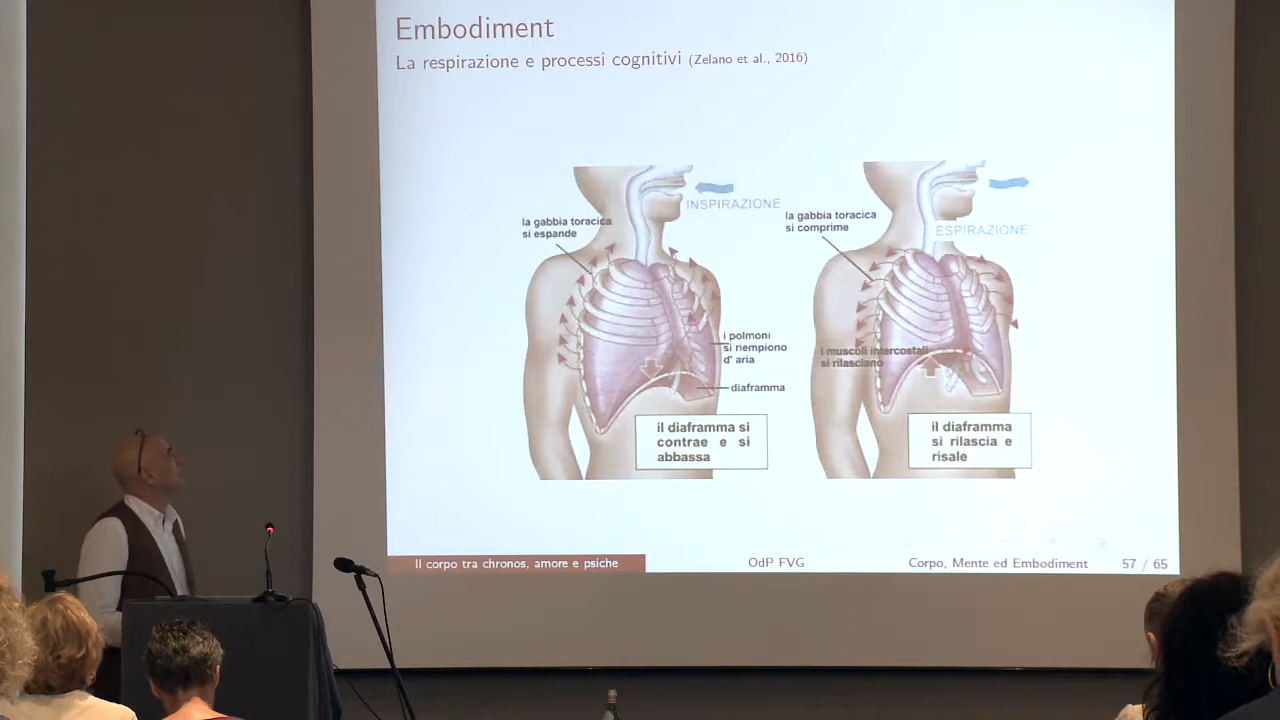 Embodiment
La respirazione e processi cognitivi (Zelano et al., 2016)
INSPIRAZIONE
la gabbia toracica
si espande
i polmoni
si riempiono
d' aria
diaframma
il diaframma si
contrae e si
abbassa
la gabbia toracica
si comprime
ESPIRAZIONE
i muscoli intercostali
si rilasciano
il diaframma
si rilascia e
risale
Il corpo tra chronos, amore e psiche
OdP FVG
Corpo, Mente ed Embodiment
57 / 65